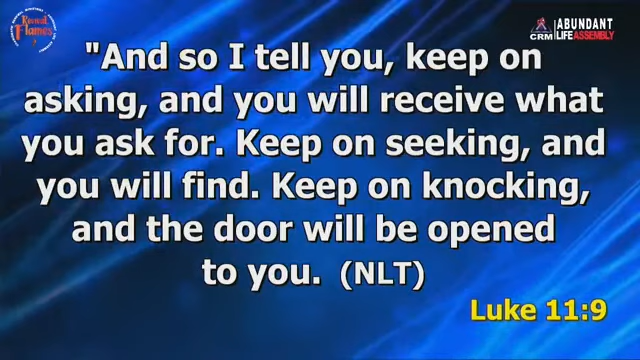 Revival
Flames
CRM
ABUNDANT
LIFE ASSEMBLY
"And so I tell you, keep on
asking, and you will receive what
you ask for. Keep on seeking, and
you will find. Keep on knocking,
and the door will be opened
to you. (NLT)
Luke 11:9